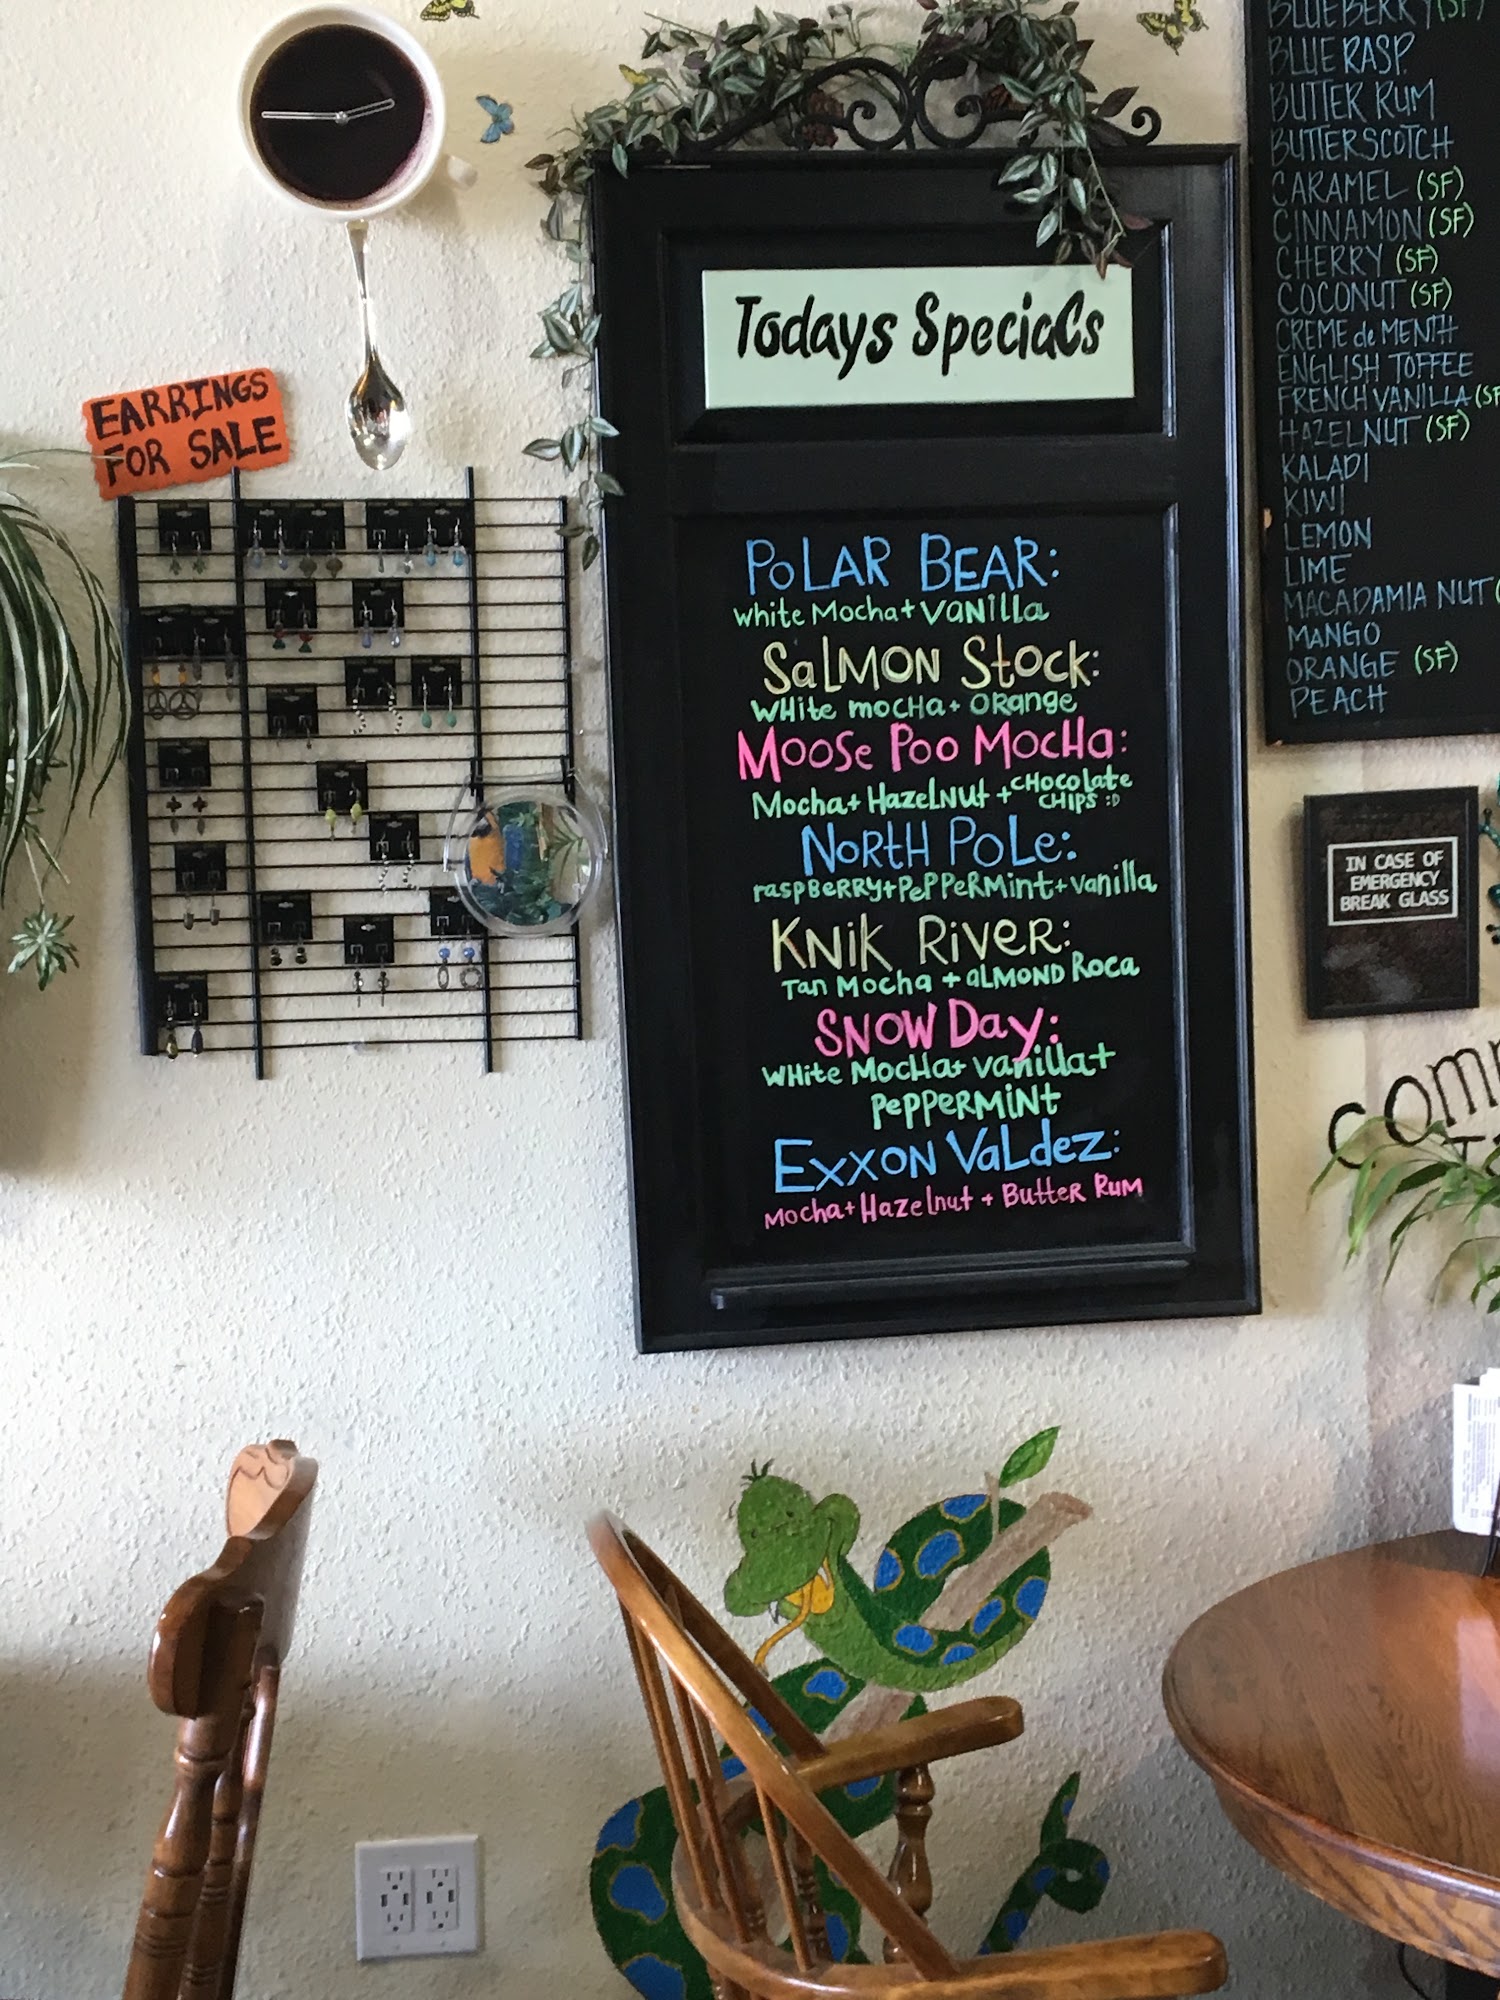 EARRINGS
FOR SALE
Todays Specials
POLAR BEAR:
White Mocha + Vanilla
Salmon Stock:
White mocha + orange
Moose Poo Mocha:
Mocha + Hazelnut + Chocolate
CHIPS :D
North Pole:
raspberry + peppermint + vanilla
Knik River:
Tan Mocha + almond Roca
Snow Day:
White Mocha + vanilla +
peppermint
Exxon Valdez:
Mocha + Hazelnut + Butter Rum
BLUEBERRY (SF)
BLUE RASP.
BUTTER RUM
BUTTERSCOTCH
CARAMEL (SF)
CINNAMON (SF)
CHERRY (SF)
COCONUT (SF)
CREME de MENTH
ENGLISH TOFFEE
FRENCH VANILLA (SF
HAZELNUT (SF)
KALADI
KIWI
LEMON
LIME
MACADAMIA NUT (
MANGO
ORANGE (SF)
PEACH
IN CASE OF
EMERGENCY
BREAK GLASS